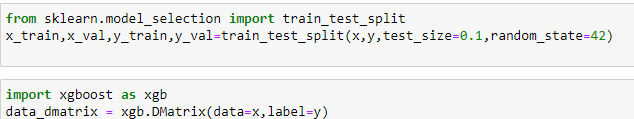 from sklearn.model_selection import train_test_split
x_train,x_val,y_train,y_val=train_test_split(x,y,test_size=0.1,random_state=42)
import xgboost as xgb
data_dmatrix = xgb.DMatrix(data=x,label=y)